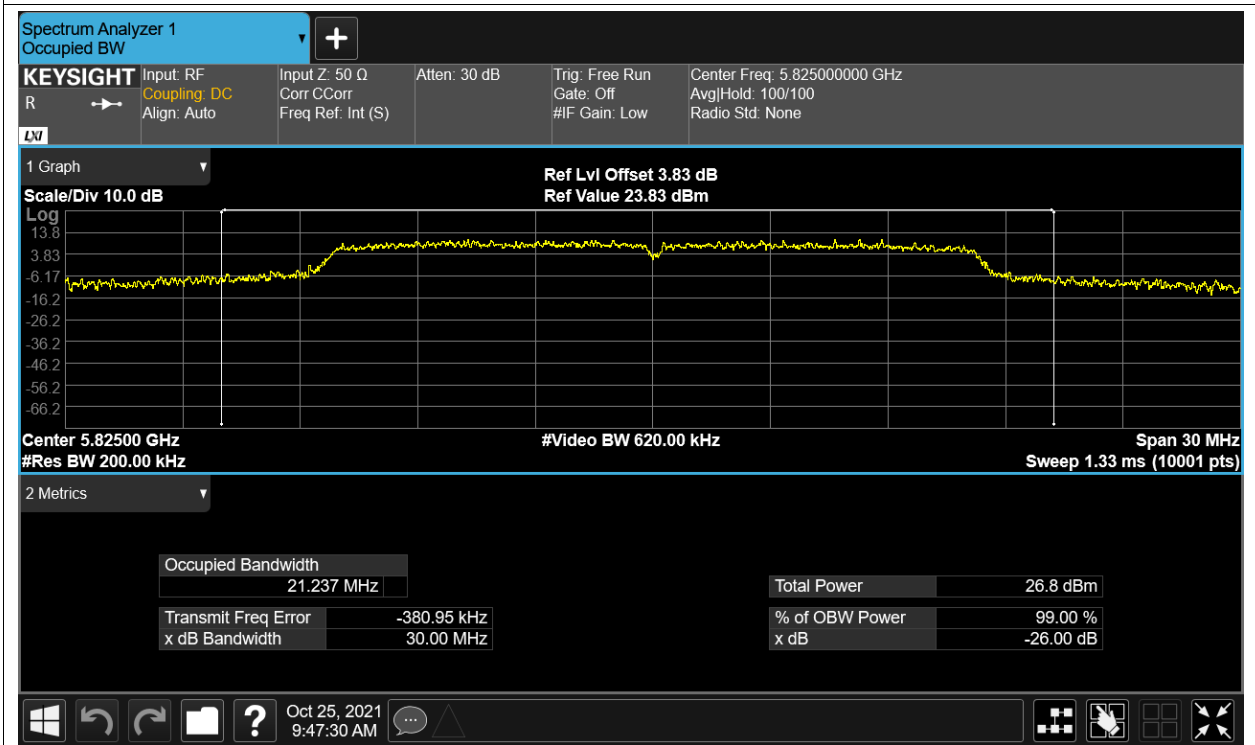 Spectrum Analyzer 1
Occupied BW
KEYSIGHT
R
LXI
Input: RF
Coupling: DC
Align: Auto
Input Z: 50 Ω
Corr CCorr
Freq Ref: Int (S)
Atten: 30 dB
Trig: Free Run
Gate: Off
#IF Gain: Low
Center Freq: 5.825000000 GHz
Avg|Hold: 100/100
Radio Std: None
1 Graph
Scale/Div 10.0 dB
Ref Lvl Offset 3.83 dB
Ref Value 23.83 dBm
Log
13.8
3.83
-6.17
-16.2
-26.2
-36.2
-46.2
-56.2
-66.2
Center 5.82500 GHz
#Video BW 620.00 kHz
Span 30 MHz
#Res BW 200.00 kHz
Sweep 1.33 ms (10001 pts)
2 Metrics
Occupied Bandwidth
21.237 MHz
Total Power 26.8 dBm
Transmit Freq Error -380.95 kHz
% of OBW Power 99.00 %
x dB Bandwidth 30.00 MHz
x dB -26.00 dB
?
Oct 25, 2021
9:47:30 AM